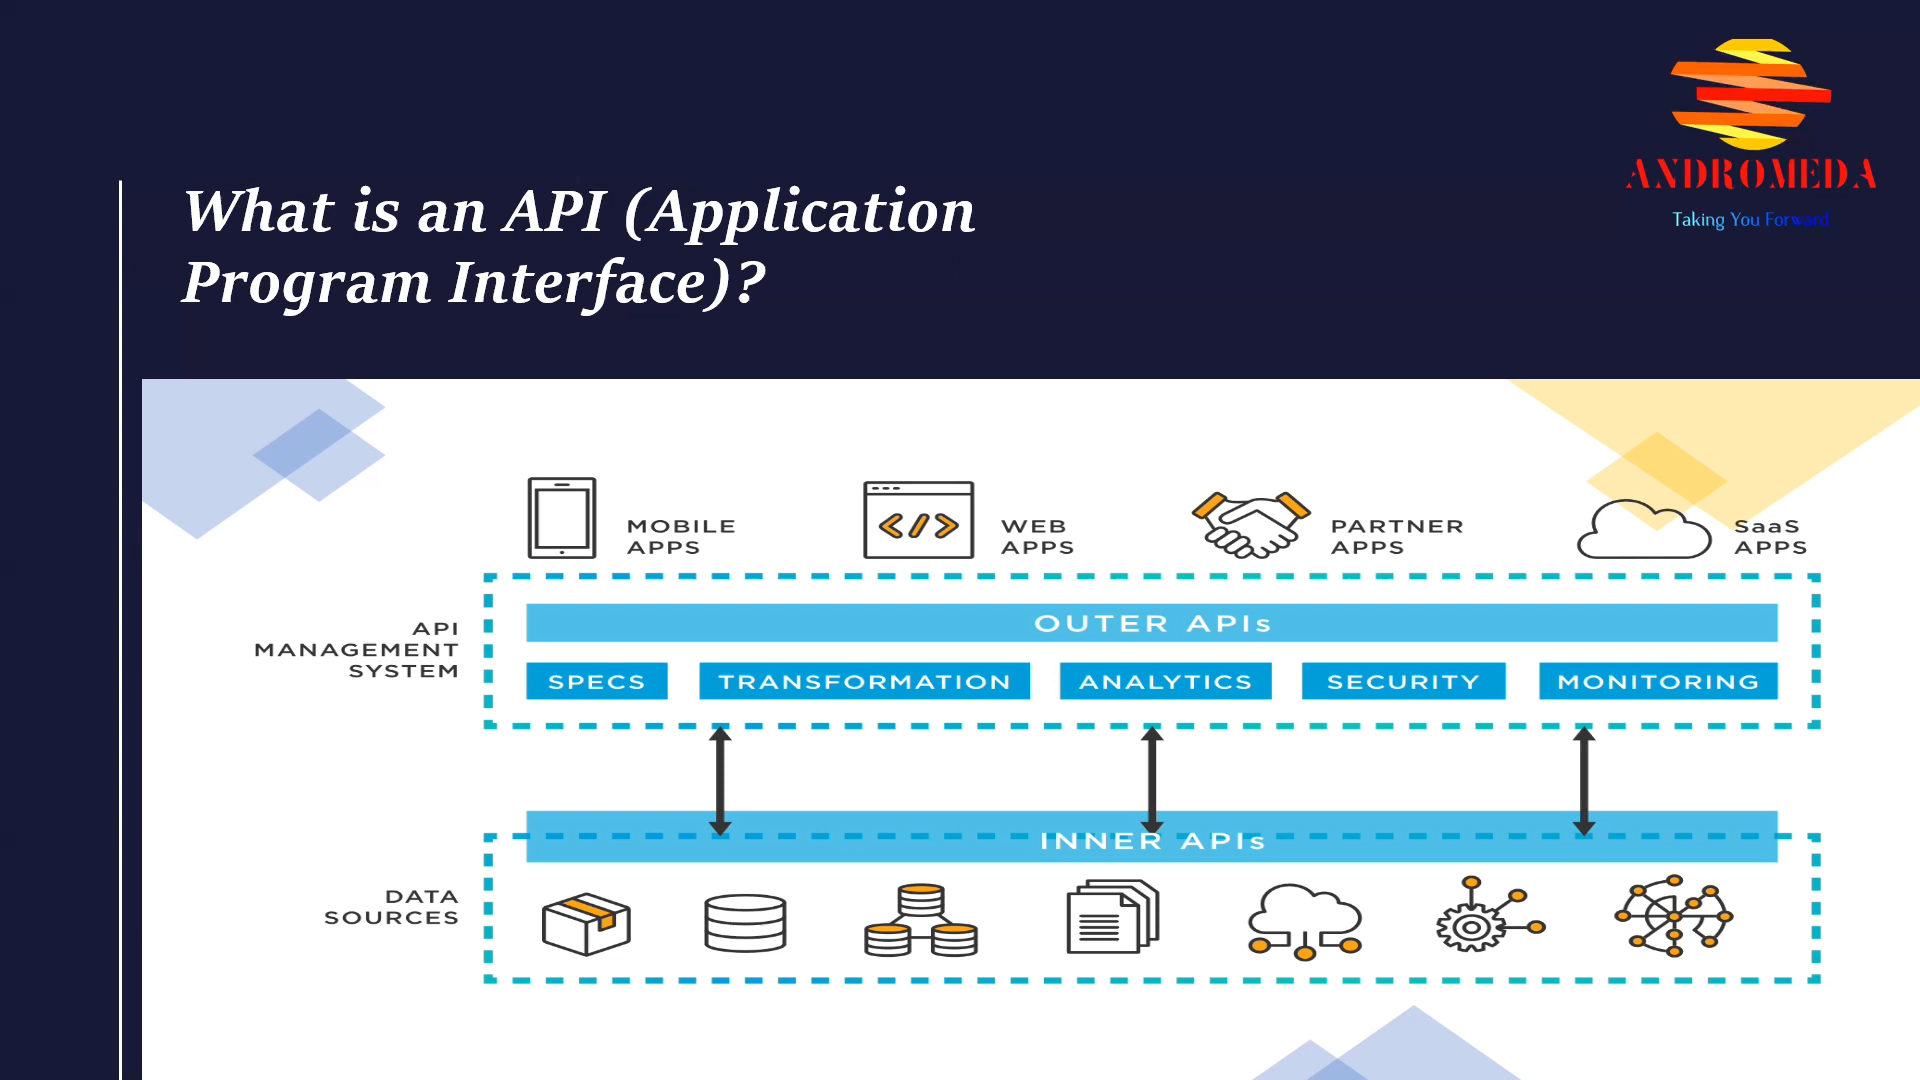 ANDROMEDA
Taking You Forward
What is an API (Application
Program Interface)?
MOBILE
APPS
</>
WEB
APPS
PARTNER
APPS
SaaS
APPS
API
MANAGEMENT
SYSTEM
OUTER APIs
SPECS
TRANSFORMATION
ANALYTICS
SECURITY
MONITORING
INNER APIs
DATA
SOURCES